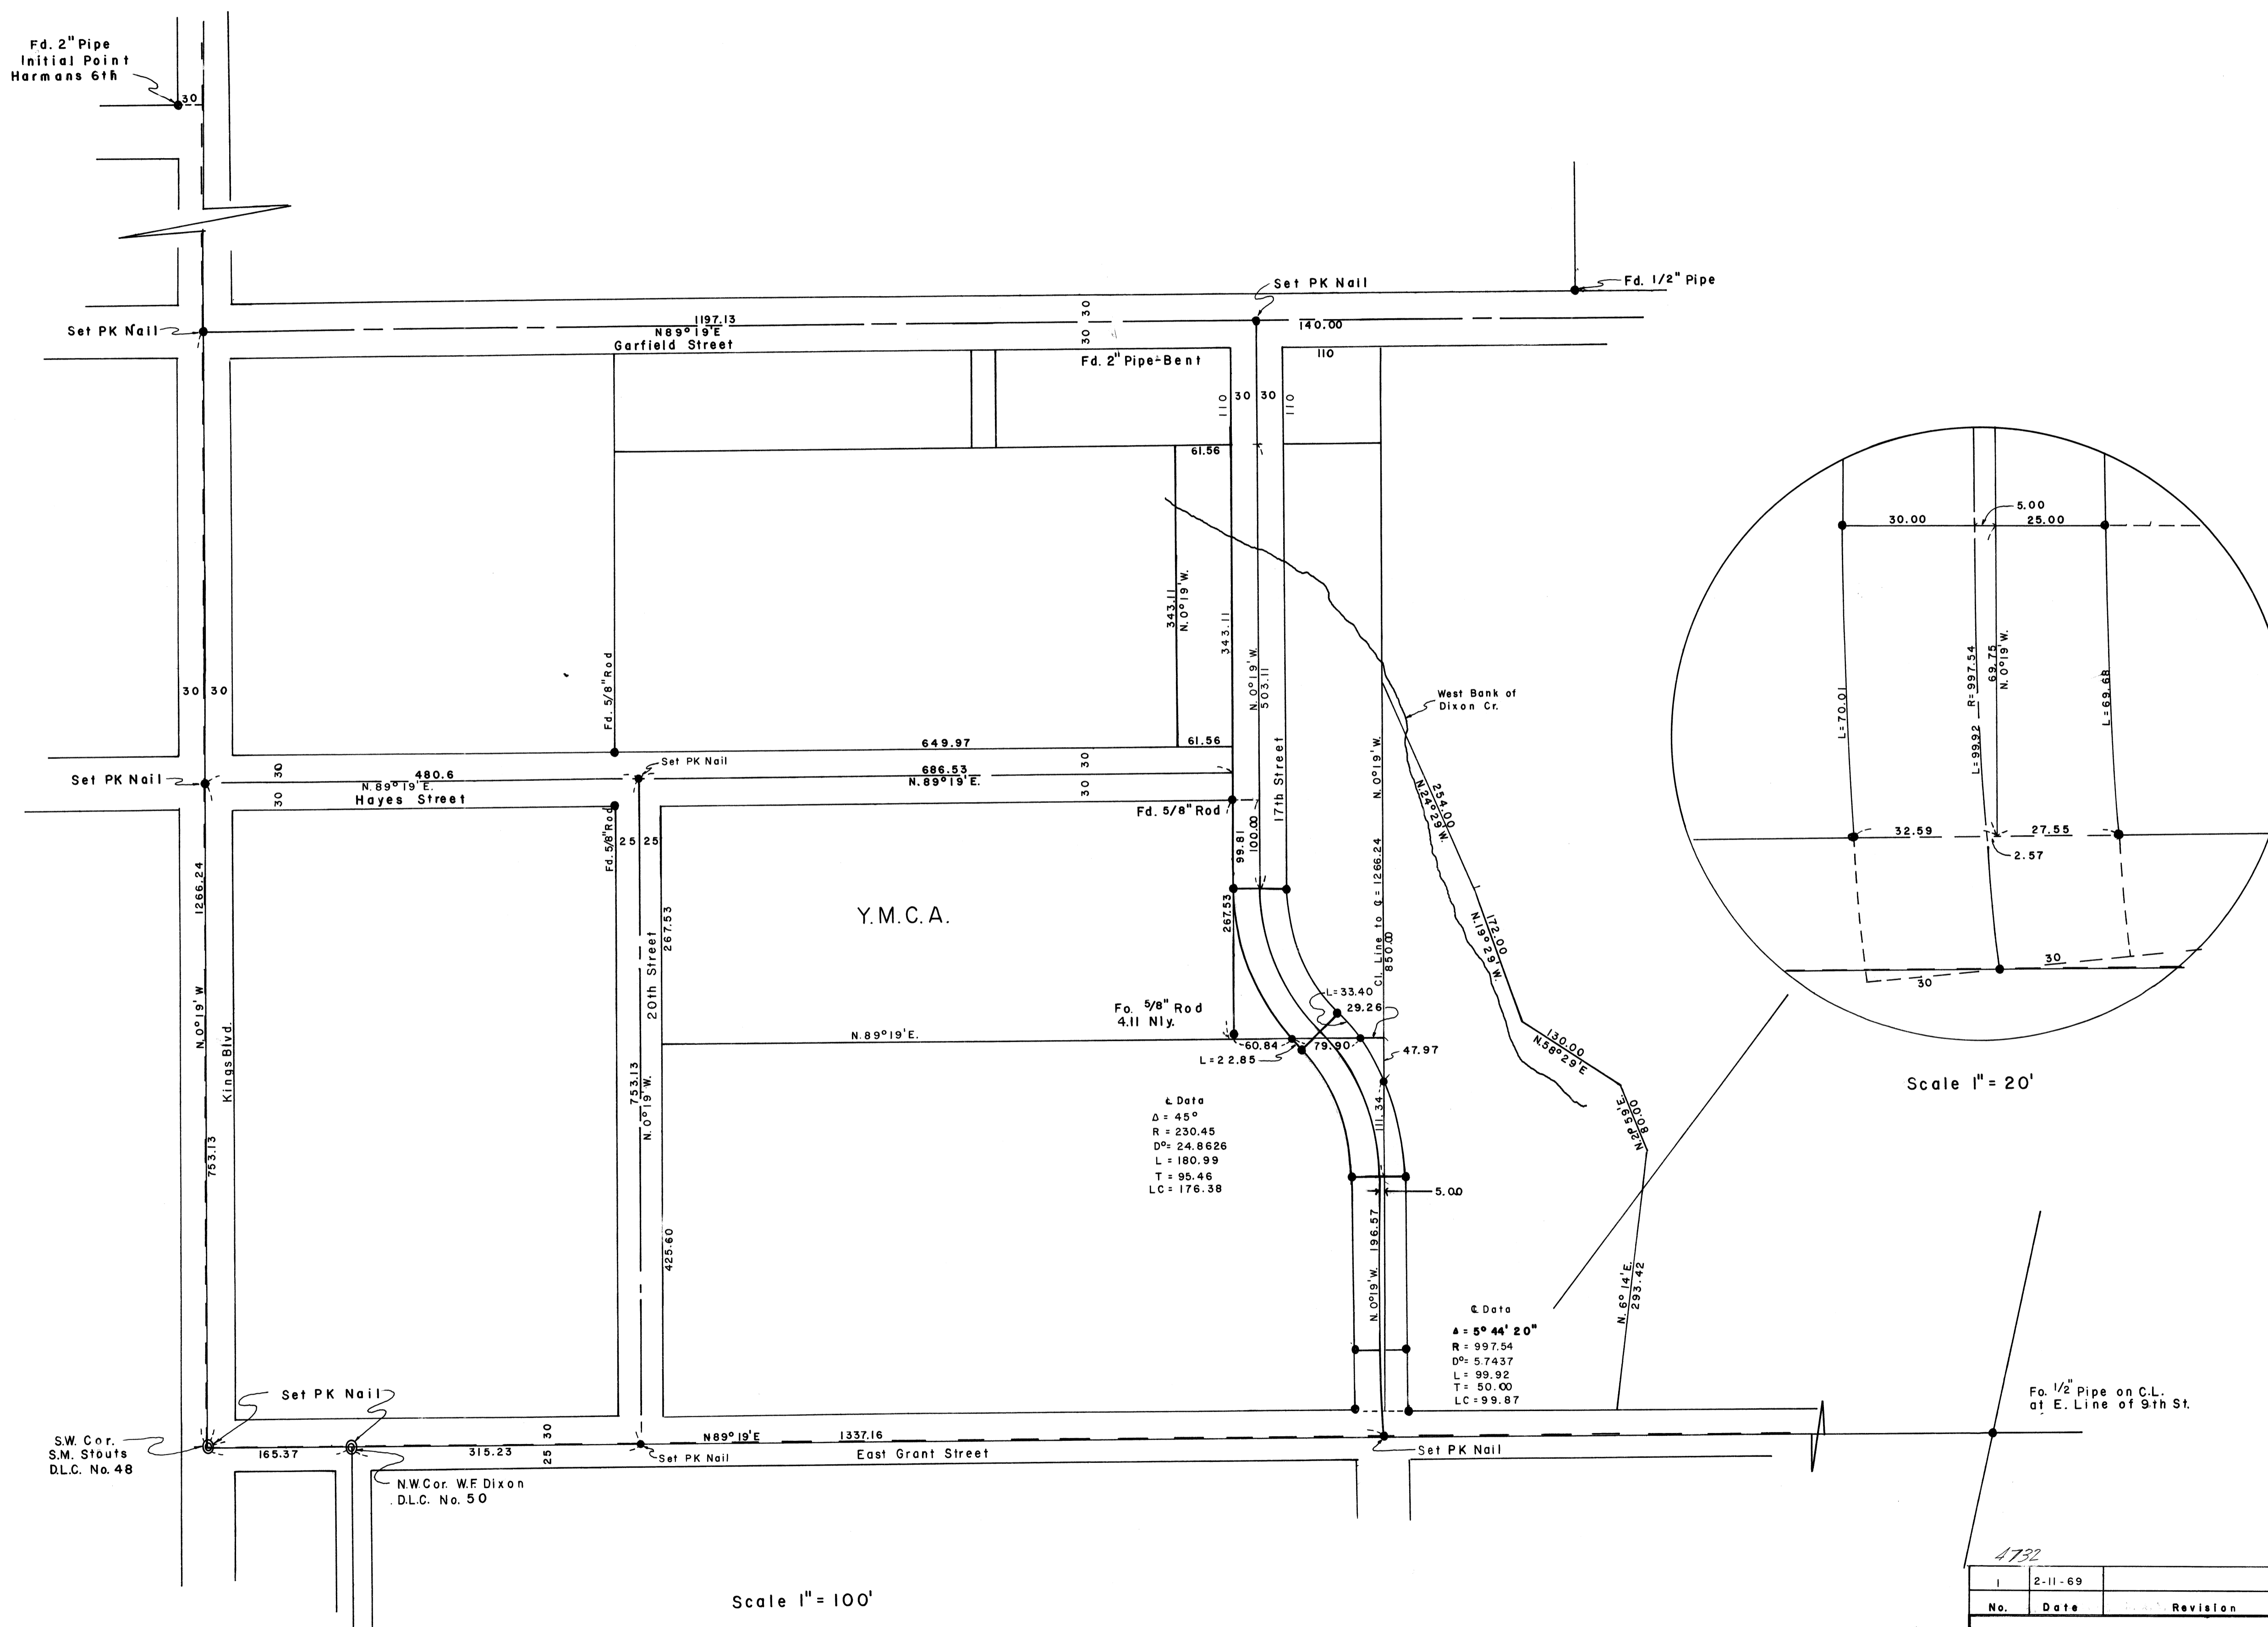 Fd. 2" Pipe
Initial Point
Harmans 6th
30
Set PK Nail
Fd. 1/2" Pipe
Set PK Nail
1197.13
N89°19'E
Garfield Street
30
30
140.00
110
Fd. 2" Pipe-Bent
110
30
30
110
61.56
343.11
N.0°19'W.
343.11
N.0°19'W.
503.11
17th Street
Fd. 5/8" Rod
30 30
West Bank of
Dixon Cr.
N.0°19'W.
Cl. Line to ℄ = 1266.24
850.00
254.00
N.24°29'W.
172.00
N.19°29'W.
130.00
N.58°29'E
80.00
N. 6° 14' E.
293.42
649.97
61.56
Set PK Nail
Set PK Nail
30
30
480.6
N.89°19'E.
Hayes Street
686.53
N.89°19'E.
30
30
Fd. 5/8" Rod
Fd. 5/8" Rod
25 25
99.81
100.00
1266.24
N.0°19' W
Kings Blvd.
753.13
267.53
20th Street
753.13
N.0°19'W.
425.60
Y.M.C.A.
267.53
Fo. 5/8" Rod
4.11 Nly.
N.89°19'E.
60.84
79.90
L=33.40
29.26
L=22.85
47.97
111.34
5.00
196.57
N.0°19'W.
℄ Data
Δ = 45°
R = 230.45
D°= 24.8626
L = 180.99
T = 95.46
LC = 176.38
℄ Data
Δ = 5° 44' 20"
R = 997.54
D°= 5.7437
L = 99.92
T = 50.00
LC = 99.87
30.00
5.00
25.00
L=70.01
R=997.54
L=99.92
69.75
N.0°19'W.
L=69.68
32.59
27.55
2.57
30
30
Scale 1" = 20'
Set PK Nail
S.W. Cor.
S.M. Stouts
D.L.C. No. 48
165.37
315.23
30
25
N.W.Cor. W.F. Dixon
D.L.C. No. 50
Set PK Nail
N89°19'E
1337.16
East Grant Street
Set PK Nail
Fo. 1/2" Pipe on C.L.
at E. Line of 9th St.
Scale 1" = 100'
4732
1 2-11-69
No. Date Revision